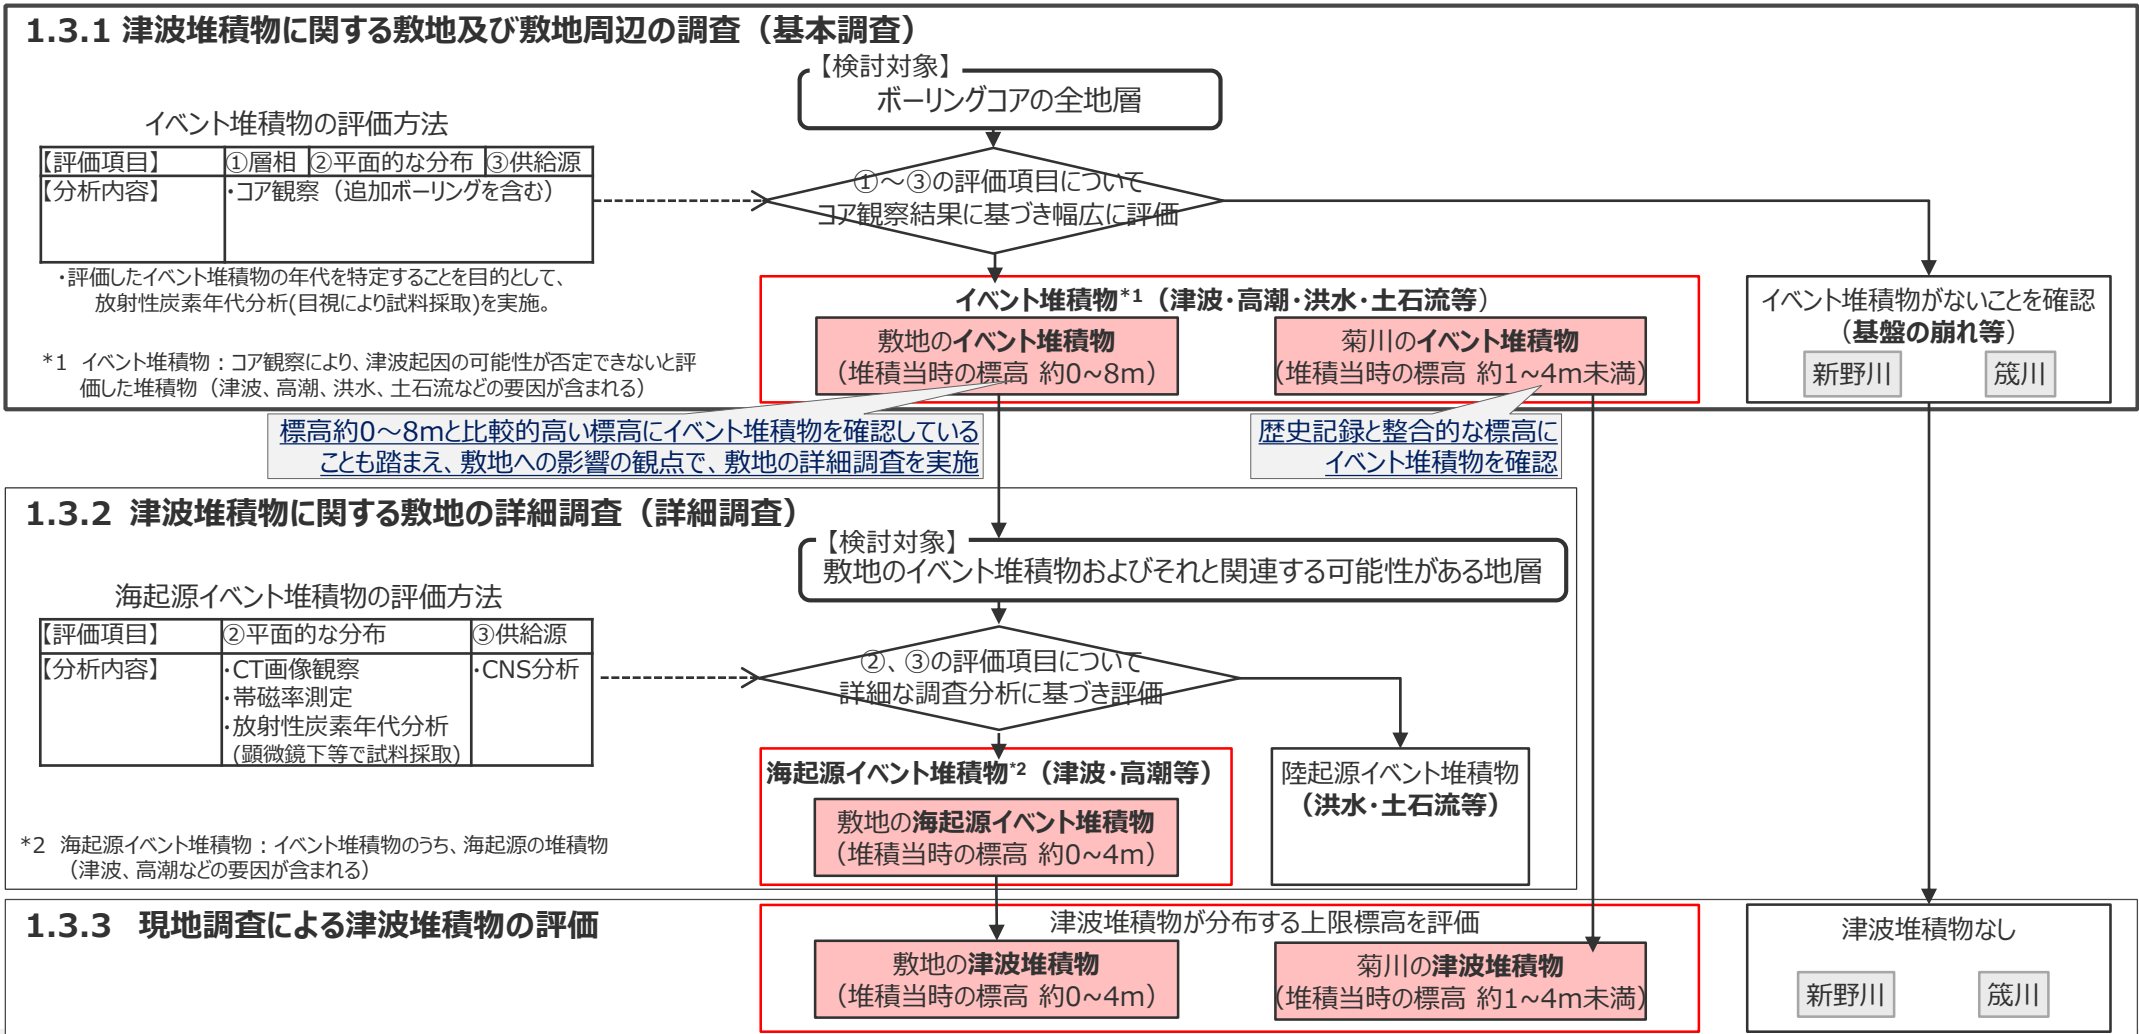 1.3.1 津波堆積物に関する敷地及び敷地周辺の調査（基本調査）
【検討対象】
ボーリングコアの全地層
イベント堆積物の評価方法
【評価項目】 ①層相 ②平面的な分布 ③供給源
【分析内容】 ・コア観察（追加ボーリングを含む）
①～③の評価項目について
コア観察結果に基づき幅広に評価
・評価したイベント堆積物の年代を特定することを目的として、
放射性炭素年代分析(目視により試料採取)を実施。
*1 イベント堆積物：コア観察により、津波起因の可能性が否定できないと評
価した堆積物（津波、高潮、洪水、土石流などの要因が含まれる）
イベント堆積物*1（津波・高潮・洪水・土石流等）
敷地のイベント堆積物
（堆積当時の標高 約0~8m）
菊川のイベント堆積物
（堆積当時の標高 約1~4m未満）
イベント堆積物がないことを確認
（基盤の崩れ等）
新野川 筬川
標高約0～8mと比較的高い標高にイベント堆積物を確認している
ことも踏まえ、敷地への影響の観点で、敷地の詳細調査を実施
歴史記録と整合的な標高に
イベント堆積物を確認
1.3.2 津波堆積物に関する敷地の詳細調査（詳細調査）
【検討対象】
敷地のイベント堆積物およびそれと関連する可能性がある地層
海起源イベント堆積物の評価方法
【評価項目】 ②平面的な分布 ③供給源
【分析内容】 ・CT画像観察 ・CNS分析
・帯磁率測定
・放射性炭素年代分析
(顕微鏡下等で試料採取)
②、③の評価項目について
詳細な調査分析に基づき評価
海起源イベント堆積物*2（津波・高潮等）
敷地の海起源イベント堆積物
（堆積当時の標高 約0~4m）
陸起源イベント堆積物
（洪水・土石流等）
*2 海起源イベント堆積物：イベント堆積物のうち、海起源の堆積物
（津波、高潮などの要因が含まれる）
1.3.3 現地調査による津波堆積物の評価
津波堆積物が分布する上限標高を評価
敷地の津波堆積物
（堆積当時の標高 約0~4m）
菊川の津波堆積物
（堆積当時の標高 約1~4m未満）
津波堆積物なし
新野川 筬川